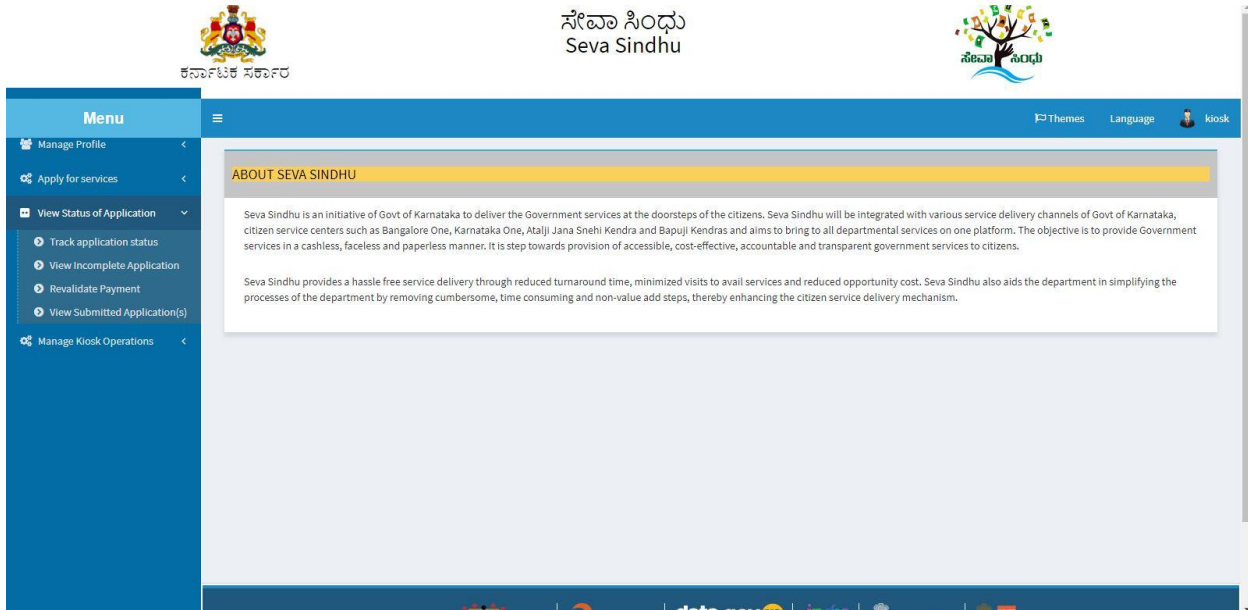 ಕರ್ನಾಟಕ ಸರ್ಕಾರ
ಸೇವಾ ಸಿಂಧು
Seva Sindhu
ಸೇವಾ ಸಿಂಧು
Menu
Themes Language kiosk
Manage Profile
Apply for services
View Status of Application
Track application status
View Incomplete Application
Revalidate Payment
View Submitted Application(s)
Manage Kiosk Operations
ABOUT SEVA SINDHU
Seva Sindhu is an initiative of Govt of Karnataka to deliver the Government services at the doorsteps of the citizens. Seva Sindhu will be integrated with various service delivery channels of Govt of Karnataka,
citizen service centers such as Bangalore One, Karnataka One, Atalji Jana Snehi Kendra and Bapuji Kendras and aims to bring to all departmental services on one platform. The objective is to provide Government
services in a cashless, faceless and paperless manner. It is step towards provision of accessible, cost-effective, accountable and transparent government services to citizens.
Seva Sindhu provides a hassle free service delivery through reduced turnaround time, minimized visits to avail services and reduced opportunity cost. Seva Sindhu also aids the department in simplifying the
processes of the department by removing cumbersome, time consuming and non-value add steps, thereby enhancing the citizen service delivery mechanism.